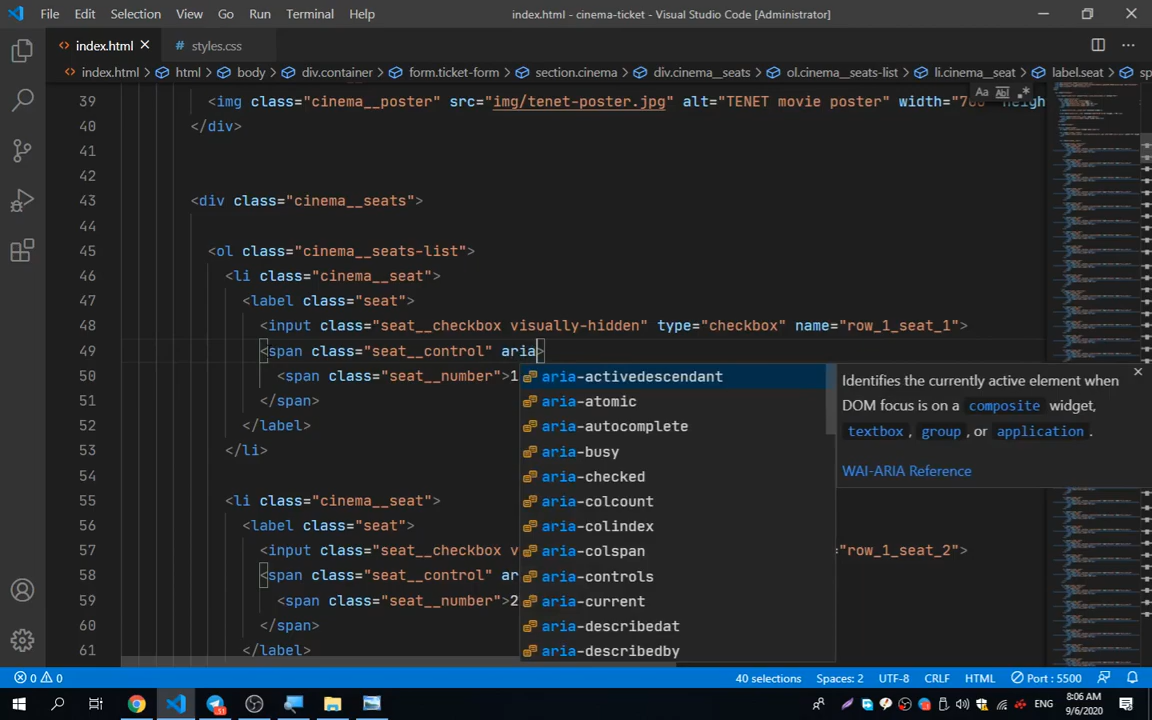 File Edit Selection View Go Run Terminal Help index.html - cinema-ticket - Visual Studio Code [Administrator]
index.html styles.css
index.html > html > body > div.container > form.ticket-form > section.cinema > div.cinema__seats > ol.cinema__seats-list > li.cinema__seat > label.seat > sp
39 <img class="cinema__poster" src="img/tenet-poster.jpg" alt="TENET movie poster" width="760" heigh
40 </div>
41
42
43 <div class="cinema__seats">
44
45 <ol class="cinema__seats-list">
46 <li class="cinema__seat">
47 <label class="seat">
48 <input class="seat__checkbox visually-hidden" type="checkbox" name="row_1_seat_1">
49 <span class="seat__control" aria>
50 <span class="seat__number">1
51 </span>
52 </label>
53 </li>
54
55 <li class="cinema__seat">
56 <label class="seat">
57 <input class="seat__checkbox v ="row_1_seat_2">
58 <span class="seat__control" ar
59 <span class="seat__number">2
60 </span>
61 </label>
Aa Abl .*
aria-activedescendant
aria-atomic
aria-autocomplete
aria-busy
aria-checked
aria-colcount
aria-colindex
aria-colspan
aria-controls
aria-current
aria-describedat
aria-describedby
Identifies the currently active element when
DOM focus is on a composite widget,
textbox, group, or application.
WAI-ARIA Reference
0 0 40 selections Spaces: 2 UTF-8 CRLF HTML Port : 5500
ENG 8:06 AM
9/6/2020